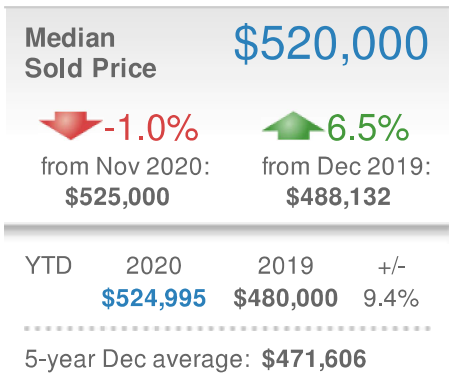 Median $520,000
Sold Price
-1.0% 6.5%
from Nov 2020: from Dec 2019:
$525,000 $488,132
YTD 2020 2019 +/-
$524,995 $480,000 9.4%
5-year Dec average: $471,606